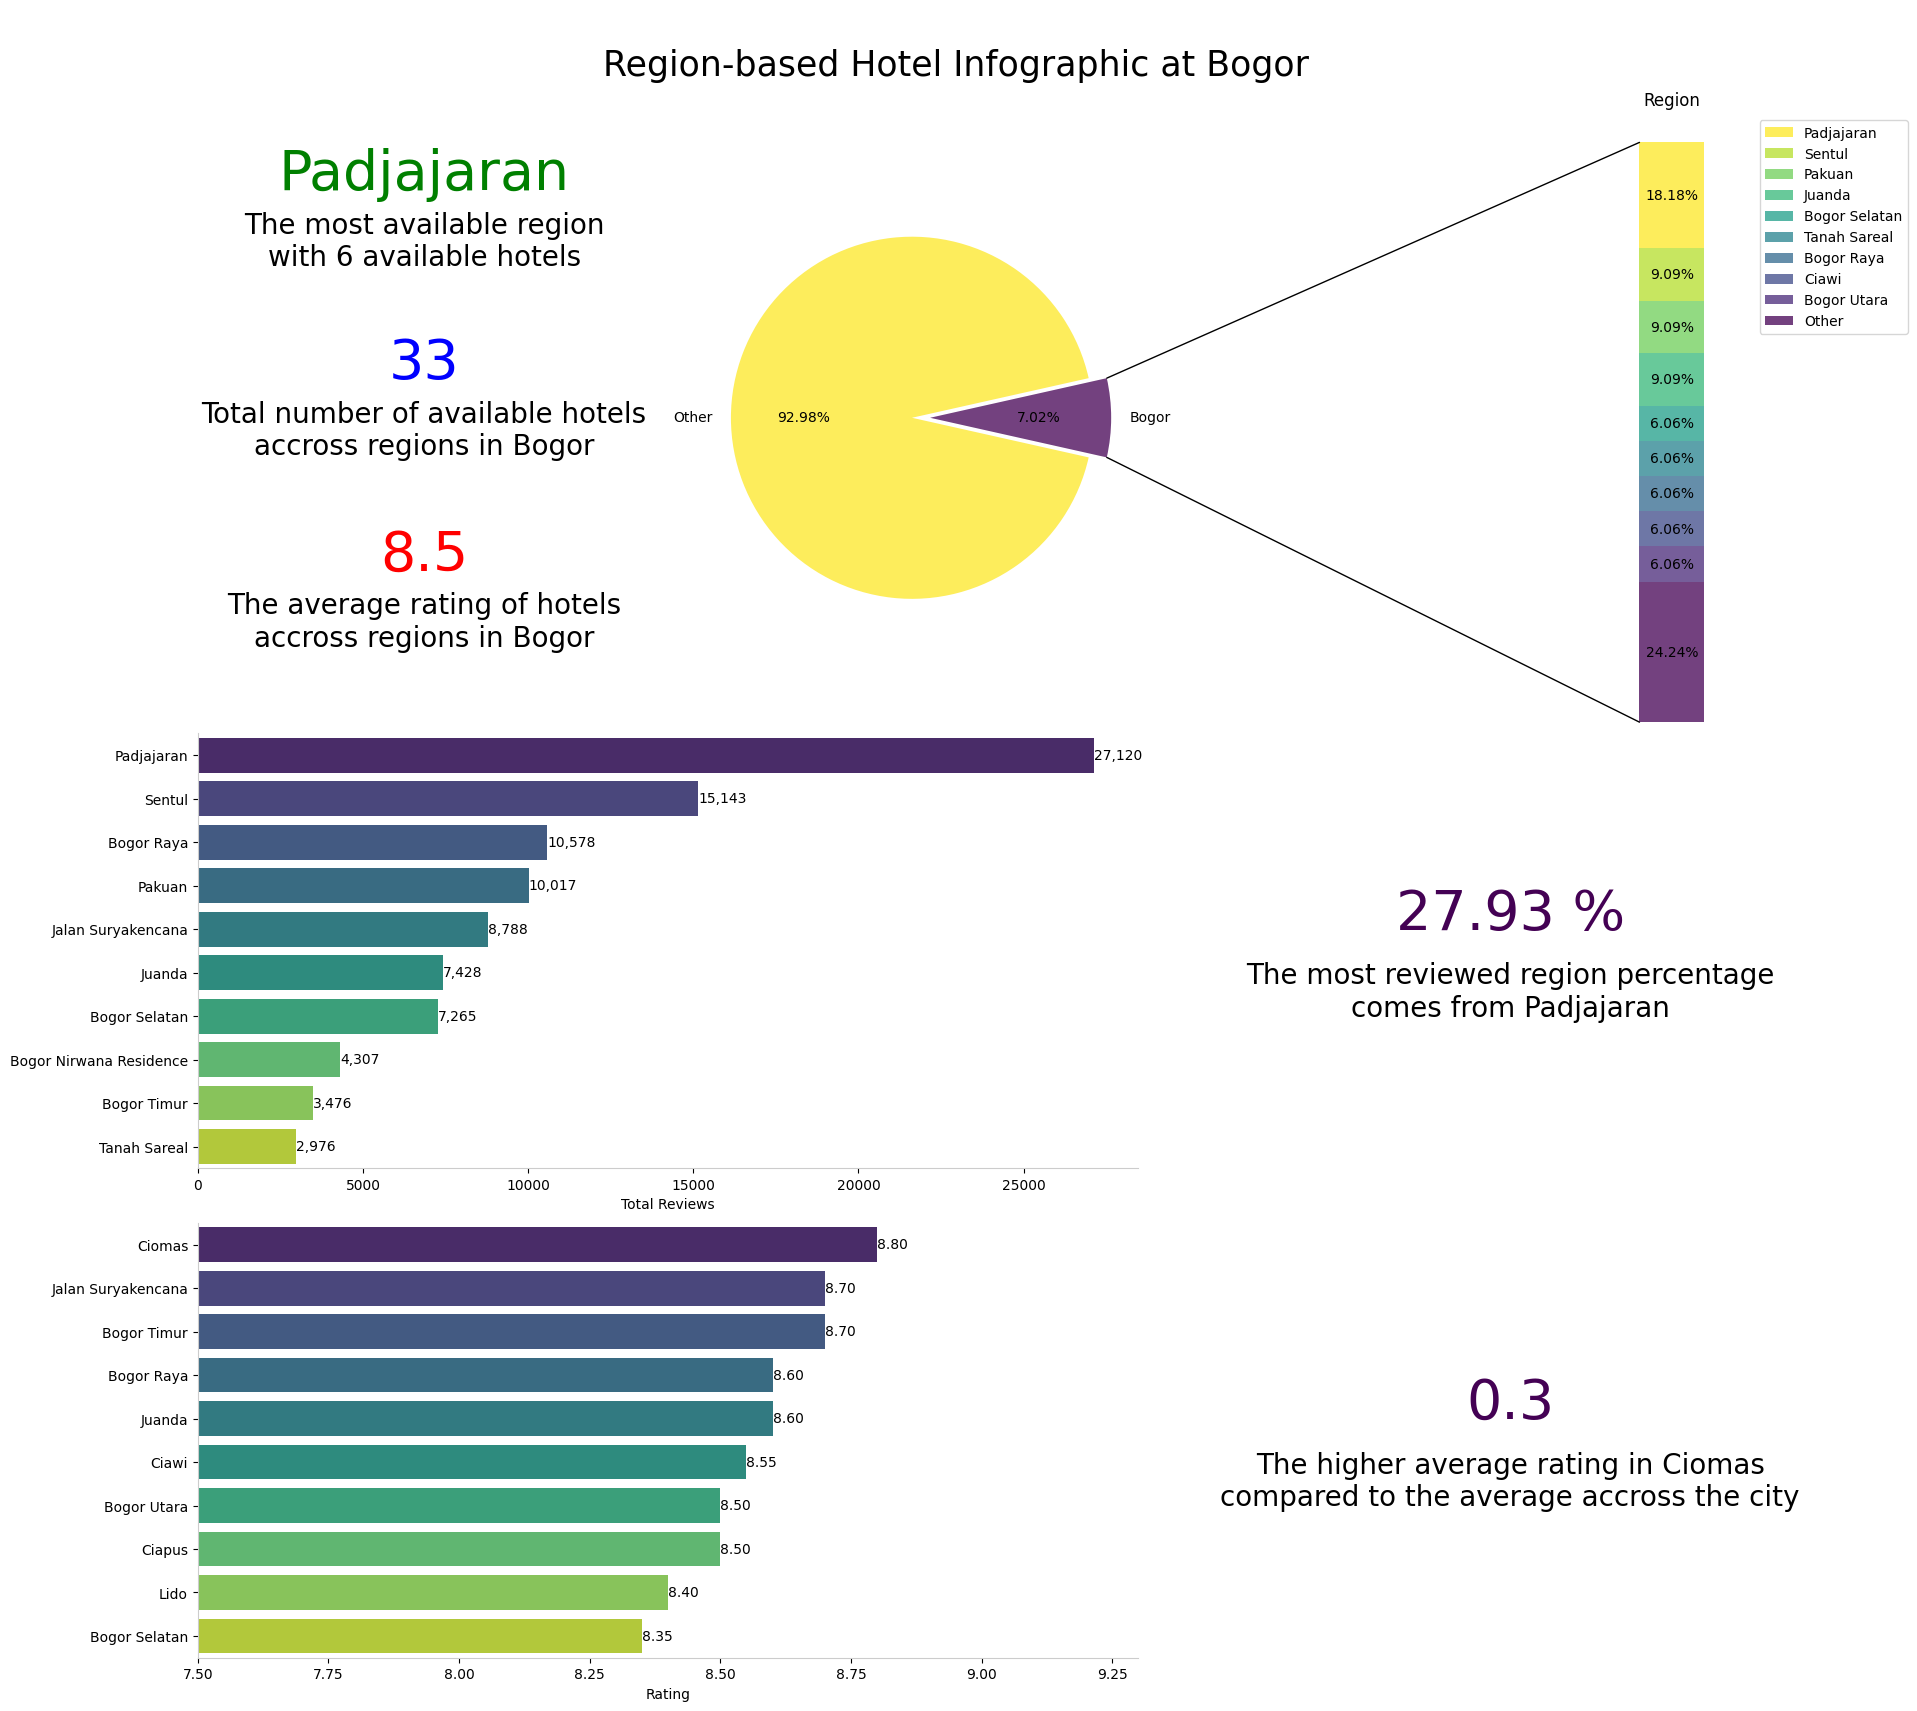 Region-based Hotel Infographic at Bogor
Padjajaran
The most available region
with 6 available hotels
33
Total number of available hotels
accross regions in Bogor
8.5
The average rating of hotels
accross regions in Bogor
Other
92.98%
7.02%
Bogor
Region
18.18%
9.09%
9.09%
9.09%
6.06%
6.06%
6.06%
6.06%
6.06%
24.24%
Padjajaran
Sentul
Pakuan
Juanda
Bogor Selatan
Tanah Sareal
Bogor Raya
Ciawi
Bogor Utara
Other
Padjajaran 27,120
Sentul 15,143
Bogor Raya 10,578
Pakuan 10,017
Jalan Suryakencana 8,788
Juanda 7,428
Bogor Selatan 7,265
Bogor Nirwana Residence 4,307
Bogor Timur 3,476
Tanah Sareal 2,976
0 5000 10000 15000 20000 25000
Total Reviews
27.93 %
The most reviewed region percentage
comes from Padjajaran
Ciomas 8.80
Jalan Suryakencana 8.70
Bogor Timur 8.70
Bogor Raya 8.60
Juanda 8.60
Ciawi 8.55
Bogor Utara 8.50
Ciapus 8.50
Lido 8.40
Bogor Selatan 8.35
7.50 7.75 8.00 8.25 8.50 8.75 9.00 9.25
Rating
0.3
The higher average rating in Ciomas
compared to the average accross the city